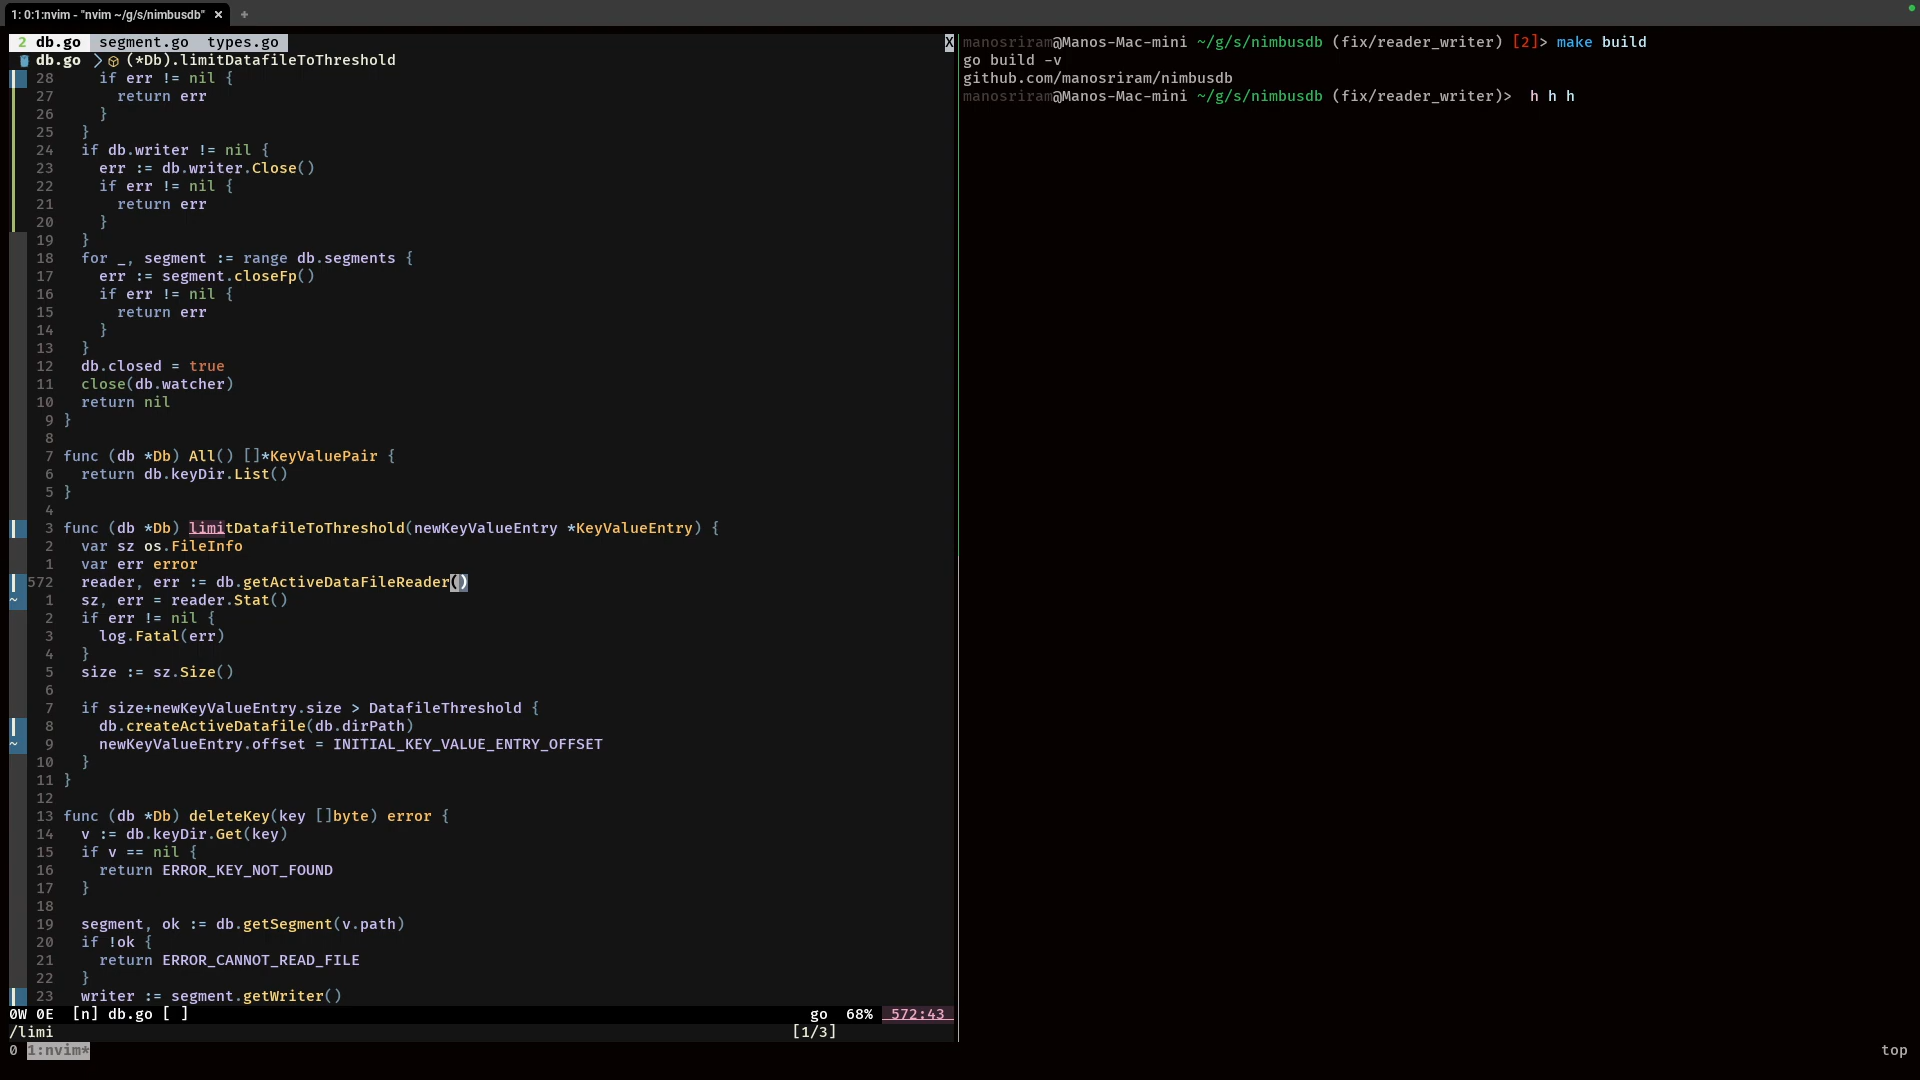 1: 0:1:nvim - "nvim ~/g/s/nimbusdb" × +
2 db.go segment.go types.go X
db.go > (*Db).limitDatafileToThreshold
28 if err != nil {
27 return err
26 }
25 }
24 if db.writer != nil {
23 err := db.writer.Close()
22 if err != nil {
21 return err
20 }
19 }
18 for _, segment := range db.segments {
17 err := segment.closeFp()
16 if err != nil {
15 return err
14 }
13 }
12 db.closed = true
11 close(db.watcher)
10 return nil
9 }
8
7 func (db *Db) All() []*KeyValuePair {
6 return db.keyDir.List()
5 }
4
3 func (db *Db) limitDatafileToThreshold(newKeyValueEntry *KeyValueEntry) {
2 var sz os.FileInfo
1 var err error
572 reader, err := db.getActiveDataFileReader()
~ 1 sz, err = reader.Stat()
2 if err != nil {
3 log.Fatal(err)
4 }
5 size := sz.Size()
6
7 if size+newKeyValueEntry.size > DatafileThreshold {
8 db.createActiveDatafile(db.dirPath)
~ 9 newKeyValueEntry.offset = INITIAL_KEY_VALUE_ENTRY_OFFSET
10 }
11 }
12
13 func (db *Db) deleteKey(key []byte) error {
14 v := db.keyDir.Get(key)
15 if v == nil {
16 return ERROR_KEY_NOT_FOUND
17 }
18
19 segment, ok := db.getSegment(v.path)
20 if !ok {
21 return ERROR_CANNOT_READ_FILE
22 }
23 writer := segment.getWriter()
0W 0E [n] db.go [ ] go 68% 572:43
/limi [1/3]
manosriram@Manos-Mac-mini ~/g/s/nimbusdb (fix/reader_writer) [2]> make build
go build -v
github.com/manosriram/nimbusdb
manosriram@Manos-Mac-mini ~/g/s/nimbusdb (fix/reader_writer)> h h h
0 1:nvim* top